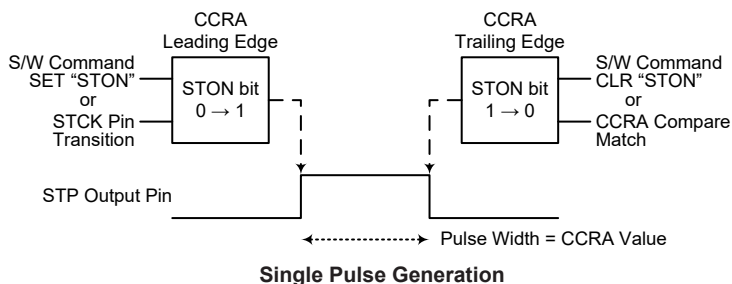 CCRA
Leading Edge
S/W Command
SET “STON”
or
STCK Pin
Transition
STON bit
0 → 1
CCRA
Trailing Edge
STON bit
1 → 0
S/W Command
CLR “STON”
or
CCRA Compare
Match
STP Output Pin
Pulse Width = CCRA Value
Single Pulse Generation